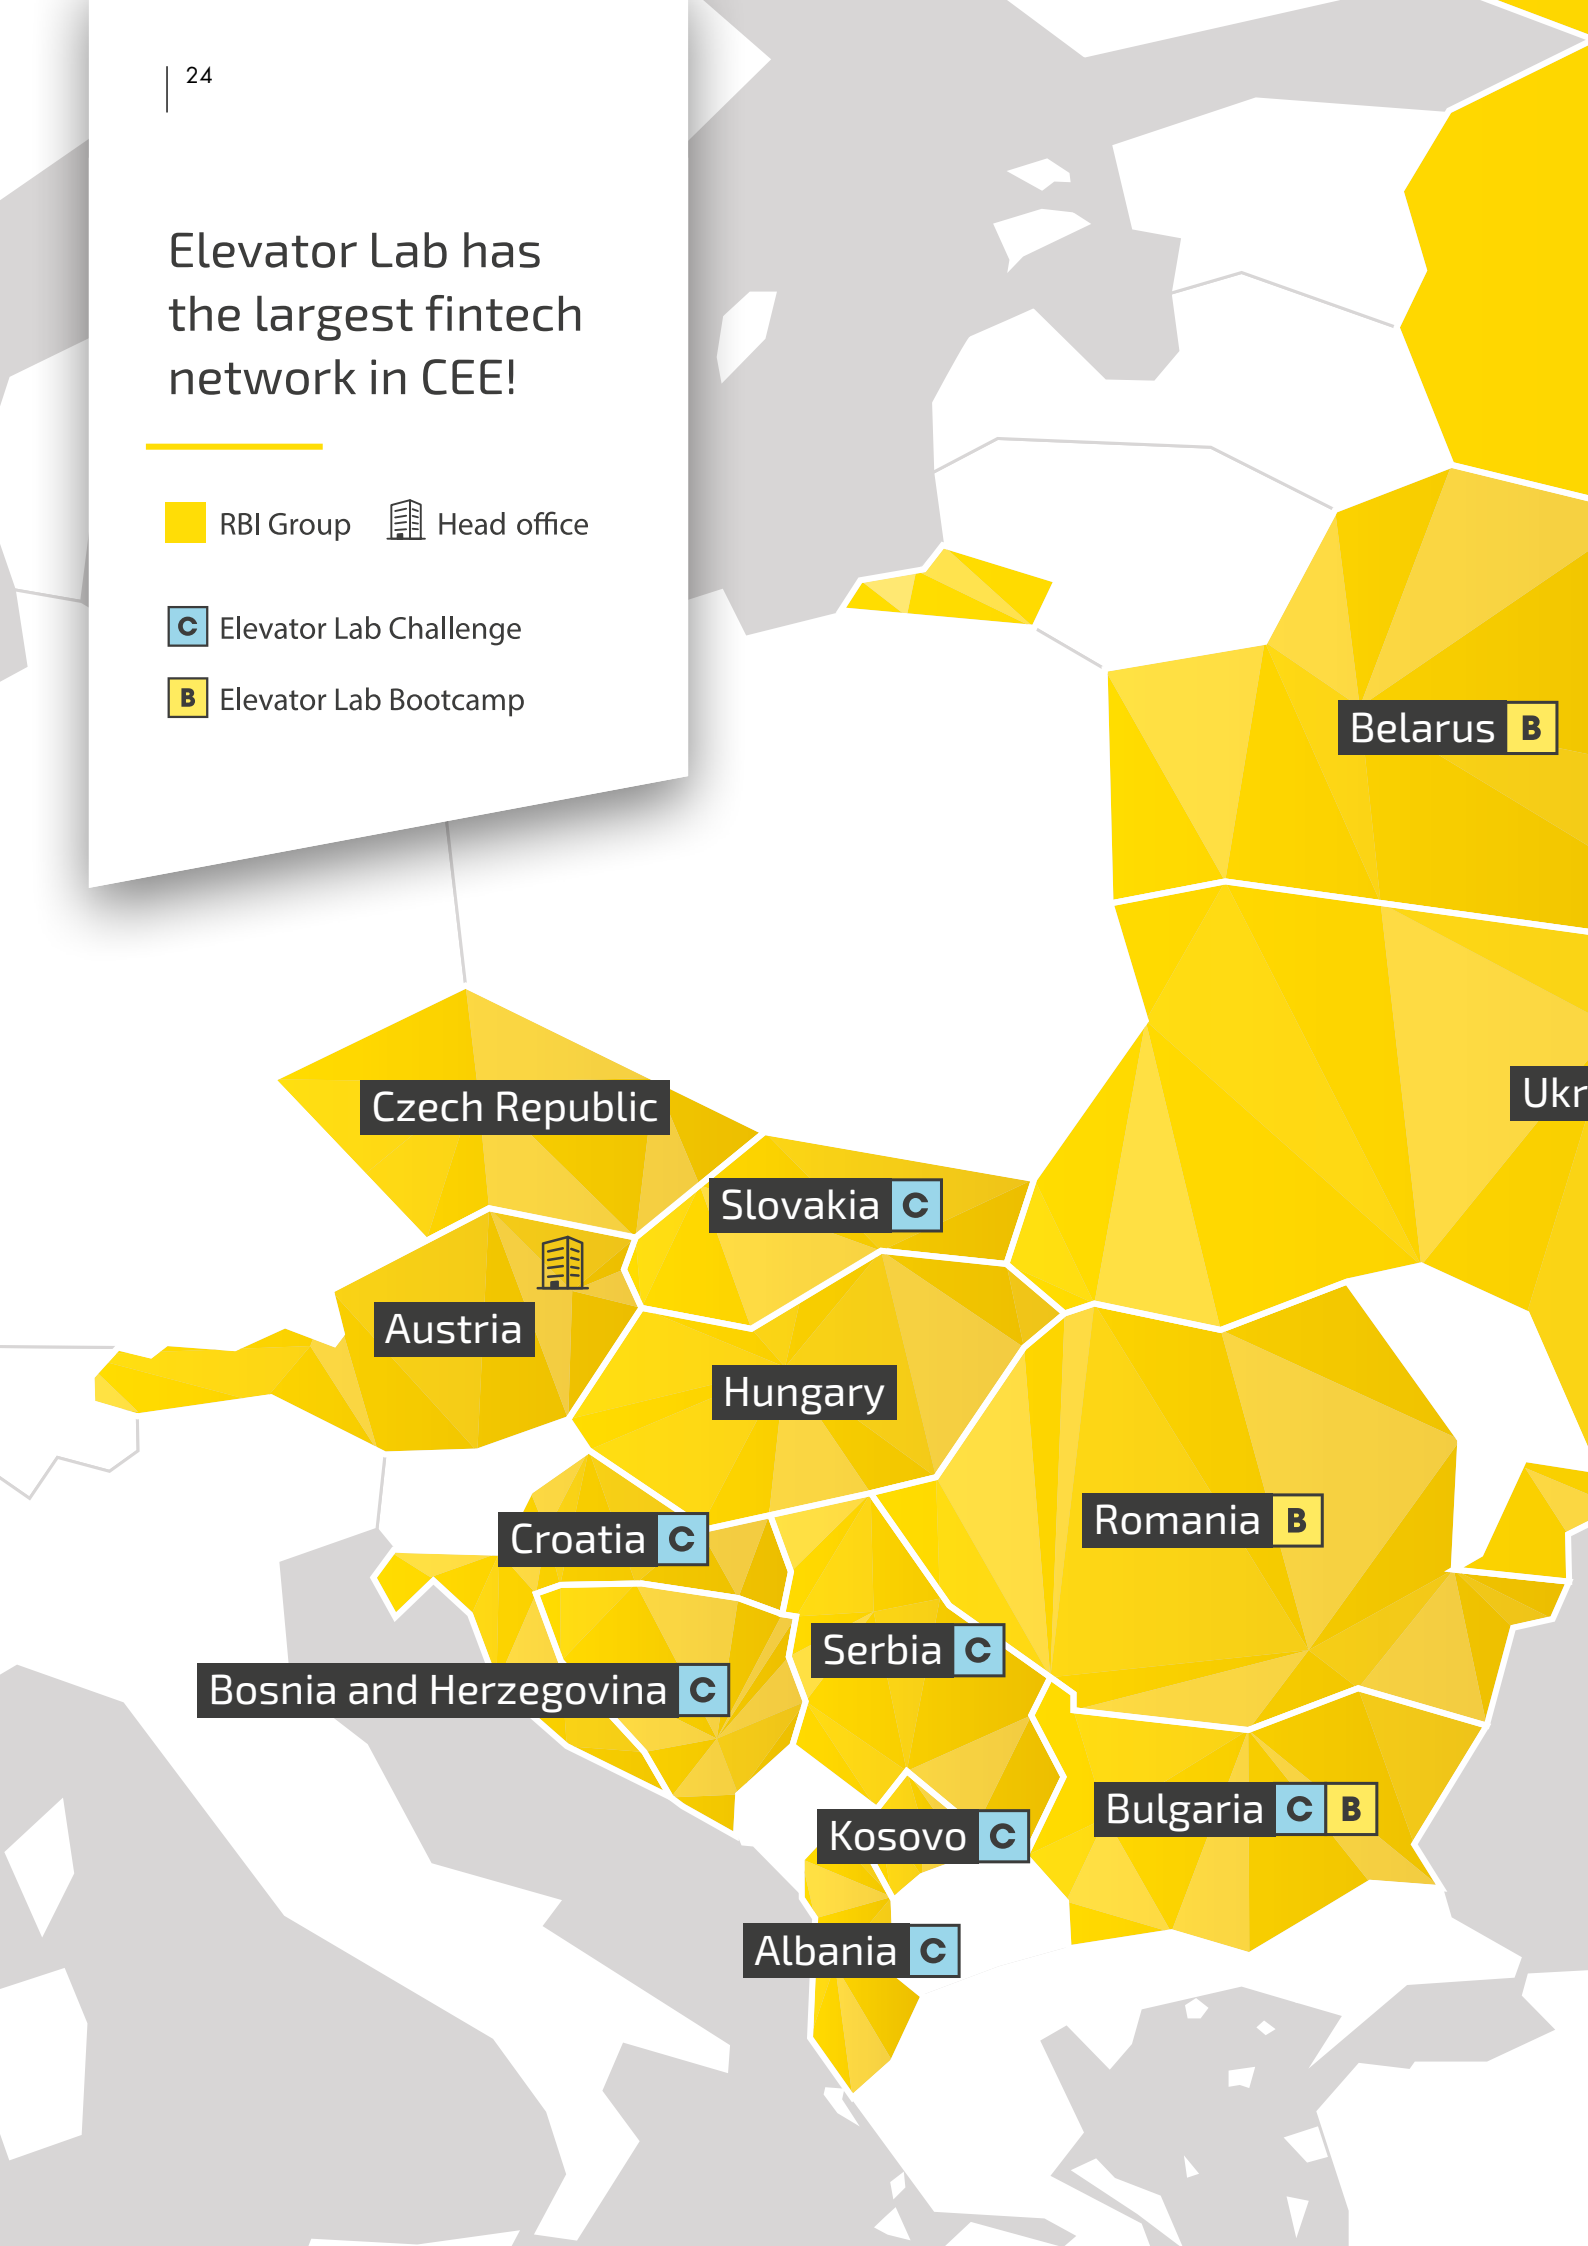 24
Elevator Lab has
the largest fintech
network in CEE!
RBI Group
Head office
C Elevator Lab Challenge
B Elevator Lab Bootcamp
Belarus B
Ukr
Czech Republic
Slovakia C
Austria
Hungary
Romania B
Croatia C
Serbia C
Bosnia and Herzegovina C
Bulgaria C B
Kosovo C
Albania C